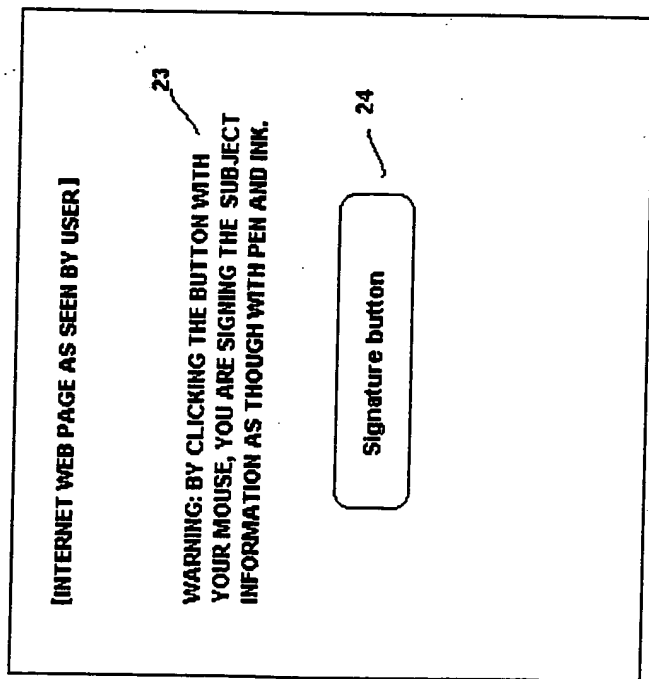 [INTERNET WEB PAGE AS SEEN BY USER]
23
WARNING: BY CLICKING THE BUTTON WITH
YOUR MOUSE, YOU ARE SIGNING THE SUBJECT
INFORMATION AS THOUGH WITH PEN AND INK.
24
Signature button